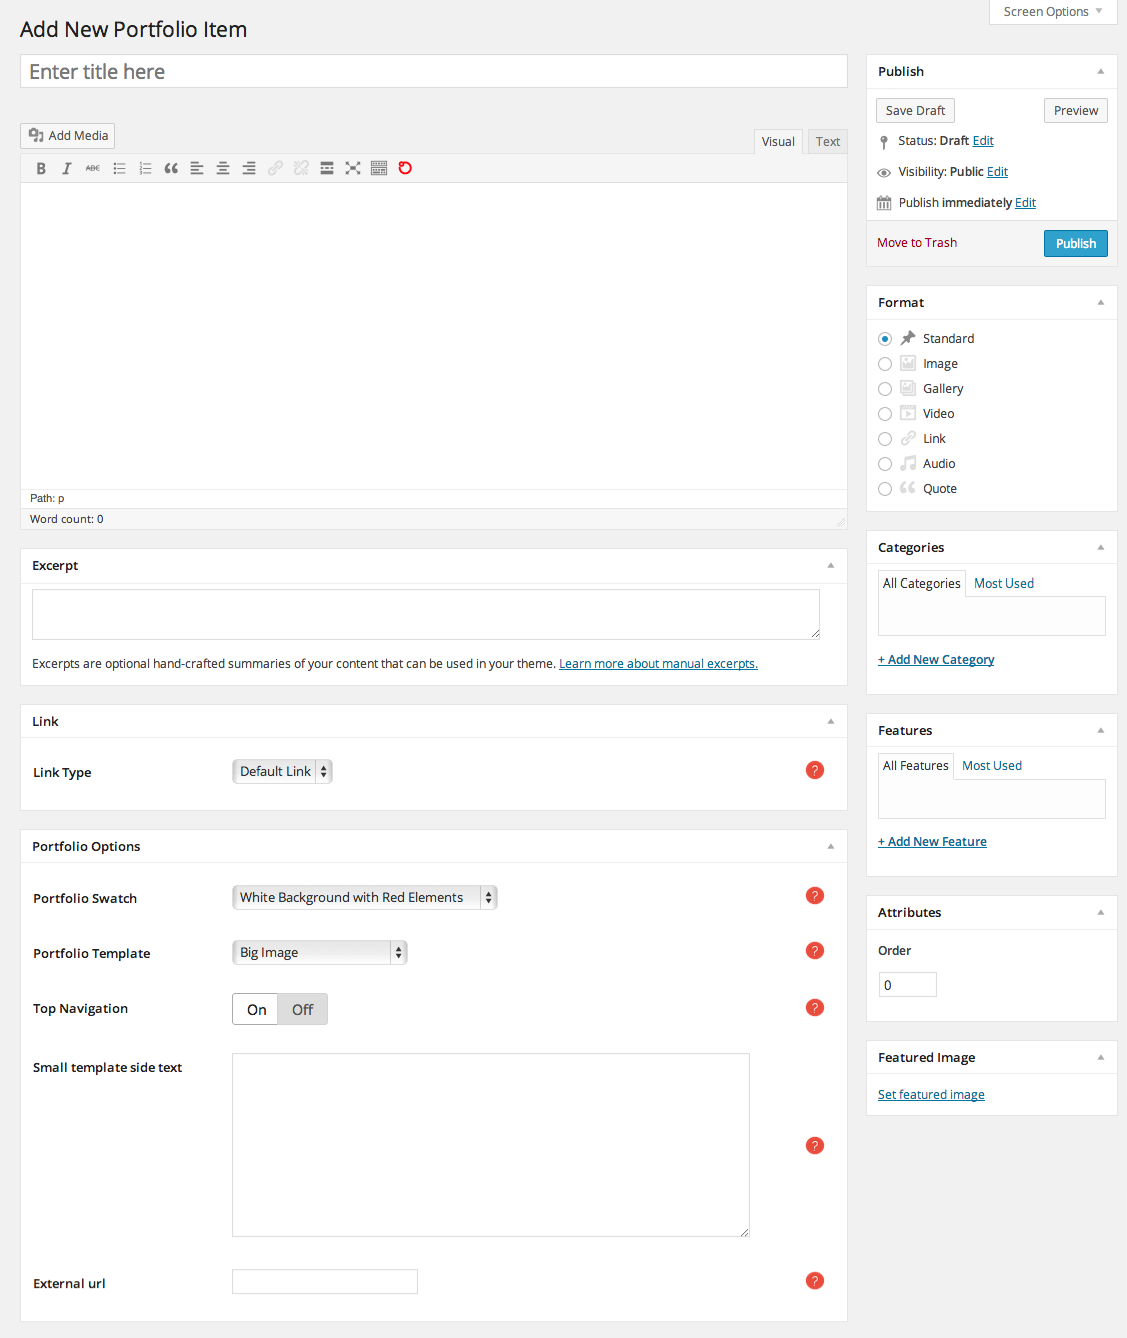 Screen Options
Add New Portfolio Item
Enter title here
Add Media
Visual
Text
B I ABC
Path: p
Word count: 0
Excerpt
Excerpts are optional hand-crafted summaries of your content that can be used in your theme. Learn more about manual excerpts.
Link
Link Type
Default Link
?
Portfolio Options
Portfolio Swatch
White Background with Red Elements
?
Portfolio Template
Big Image
?
Top Navigation
On Off
?
Small template side text
?
External url
?
Publish
Save Draft
Preview
Status: Draft Edit
Visibility: Public Edit
Publish immediately Edit
Move to Trash
Publish
Format
Standard
Image
Gallery
Video
Link
Audio
Quote
Categories
All Categories Most Used
+ Add New Category
Features
All Features Most Used
+ Add New Feature
Attributes
Order
0
Featured Image
Set featured image